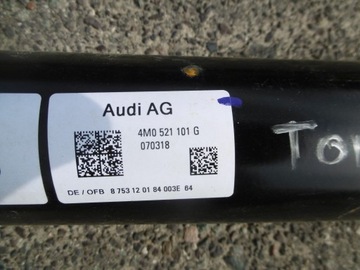 Audi AG
4M0 521 101 G
070318
DE / OFB 8 753 12 01 84 003E 64